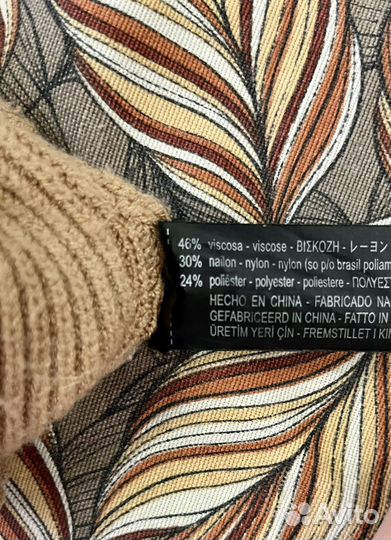 46% viscosa - viscose - ΒΙΣΚΟΖΗ - レーヨン
30% nailon - nylon - nylon (so p/o brasil poliam
24% poliéster - polyester - poliestere - ΠΟΛΥΕΣΤ
HECHO EN CHINA - FABRICADO NA
GEFABRICEERD IN CHINA - FATTO IN
ÜRETİM YERİ ÇİN - FREMSTILLET I KI
Avito